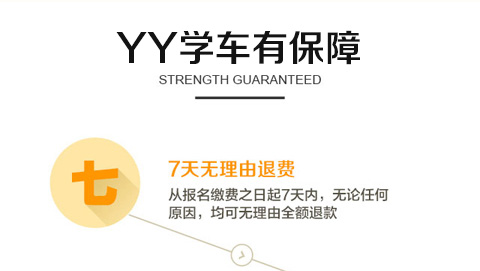 YY学车有保障
STRENGTH GUARANTEED
七
7天无理由退费
从报名缴费之日起7天内，无论任何
原因，均可无理由全额退款